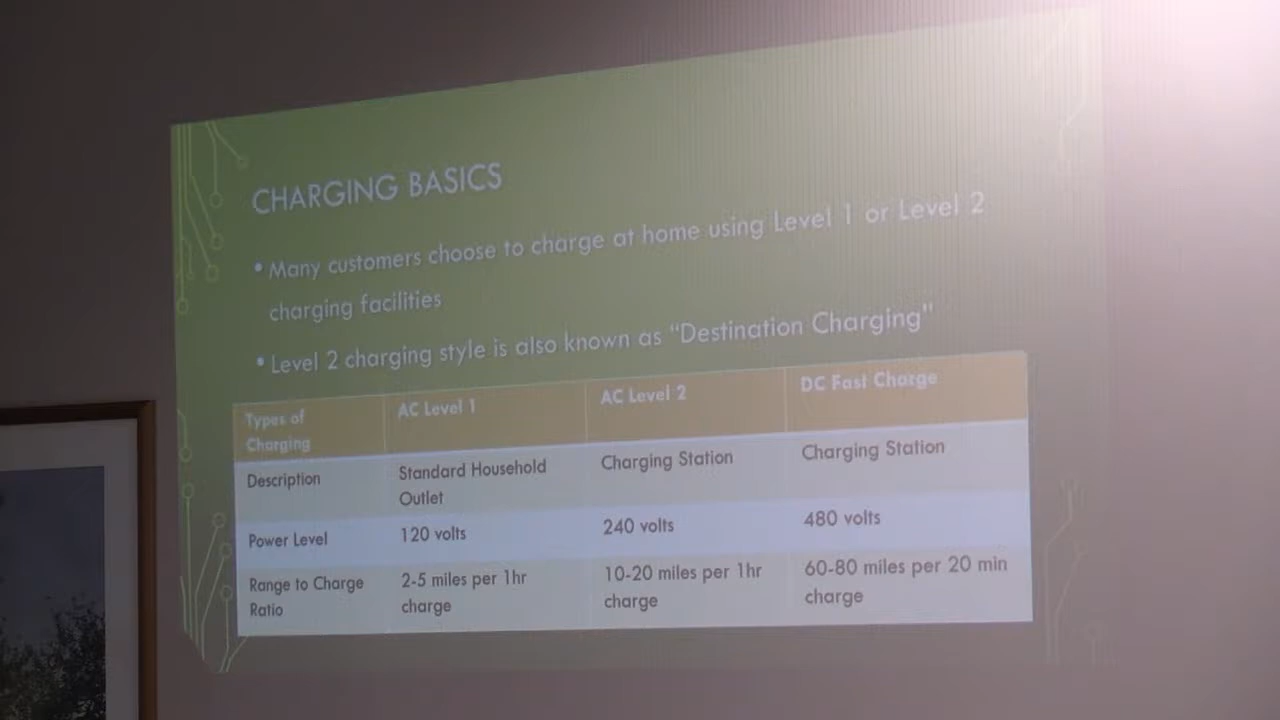 CHARGING BASICS
• Many customers choose to charge at home using Level 1 or Level 2
charging facilities
• Level 2 charging style is also known as "Destination Charging"
Types of
Charging
AC Level 1
AC Level 2
DC Fast Charge
Description
Standard Household
Outlet
Charging Station
Charging Station
Power Level
120 volts
240 volts
480 volts
Range to Charge
Ratio
2-5 miles per 1hr
charge
10-20 miles per 1hr
charge
60-80 miles per 20 min
charge